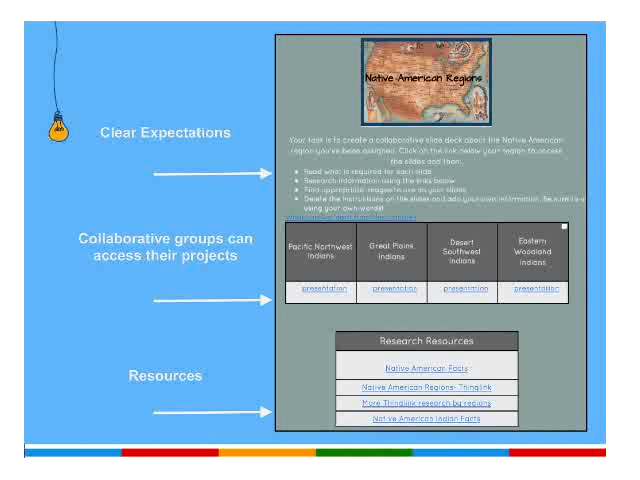 Native American Regions
Clear Expectations
Your task is to create a collaborative slide deck about the Native American
region you've been assigned. Click on the link below your region to access
the slides and then:
Read what is required for each slide
Research information using the links below
Find appropriate images to use on your slides
Delete the instructions on the slides and add your own information. Be sure
using your own words!
Collaborative groups can
access their projects
Pacific Northwest
Indians
Great Plains
Indians
Desert
Southwest
Indians
Eastern
Woodland
Indians
presentation
presentation
presentation
presentation
Resources
Research Resources
Native American Facts
Native American Regions- Thinglink
More Thinglink research by regions
Native American Indian Facts